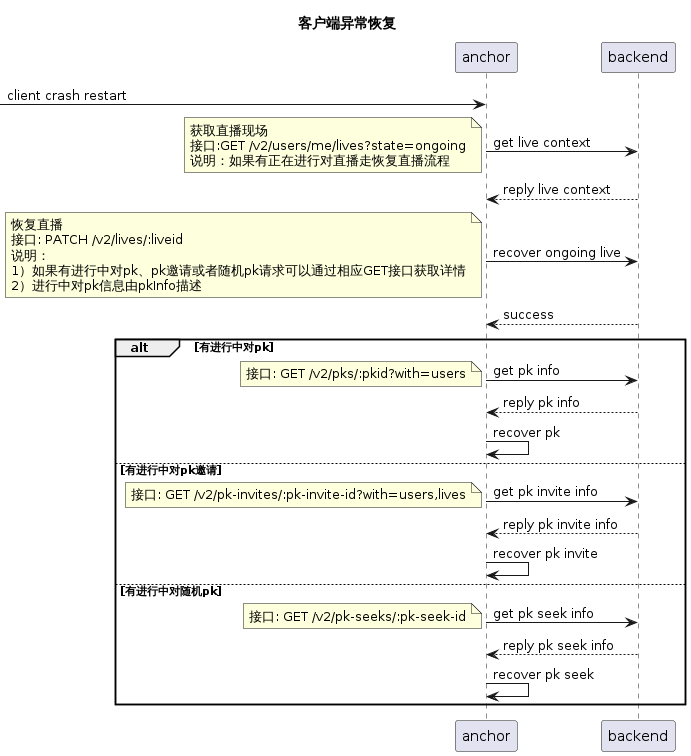 客户端异常恢复
anchor
backend
client crash restart
获取直播现场
接口:GET /v2/users/me/lives?state=ongoing
说明：如果有正在进行对直播走恢复直播流程
get live context
reply live context
恢复直播
接口: PATCH /v2/lives/:liveid
说明：
1）如果有进行中对pk、pk邀请或者随机pk请求可以通过相应GET接口获取详情
2）进行中对pk信息由pkInfo描述
recover ongoing live
success
alt
[有进行中对pk]
接口: GET /v2/pks/:pkid?with=users
get pk info
reply pk info
recover pk
[有进行中对pk邀请]
接口: GET /v2/pk-invites/:pk-invite-id?with=users,lives
get pk invite info
reply pk invite info
recover pk invite
[有进行中对随机pk]
接口: GET /v2/pk-seeks/:pk-seek-id
get pk seek info
reply pk seek info
recover pk seek
anchor
backend